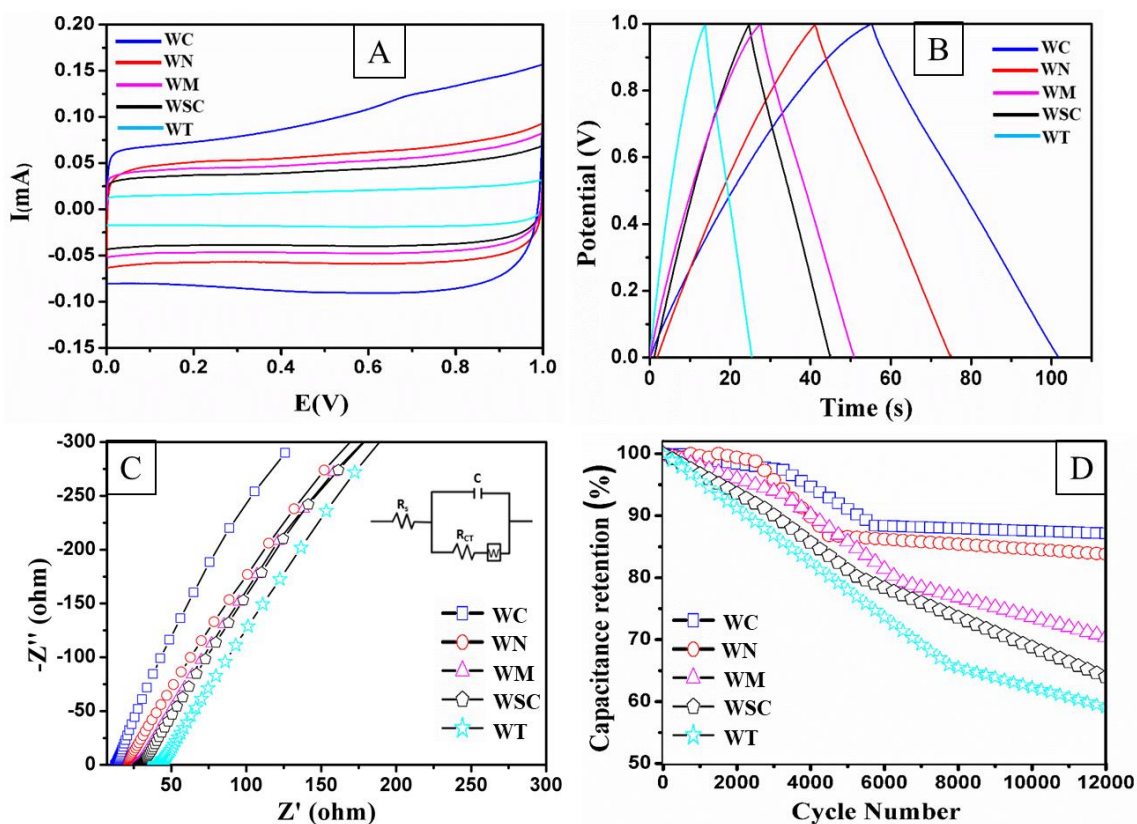 A
WC
WN
WM
WSC
WT
0.20
0.15
0.10
0.05
0.00
-0.05
-0.10
-0.15
I(mA)
0.0 0.2 0.4 0.6 0.8 1.0
E(V)
B
WC
WN
WM
WSC
WT
1.0
0.8
0.6
0.4
0.2
0.0
Potential (V)
0 20 40 60 80 100
Time (s)
C
-300
-250
-200
-150
-100
-50
0
-Z'' (ohm)
Rs
C
RCT
W
WC
WN
WM
WSC
WT
50 100 150 200 250 300
Z' (ohm)
D
100
90
80
70
60
50
Capacitance retention (%)
WC
WN
WM
WSC
WT
0 2000 4000 6000 8000 10000 12000
Cycle Number